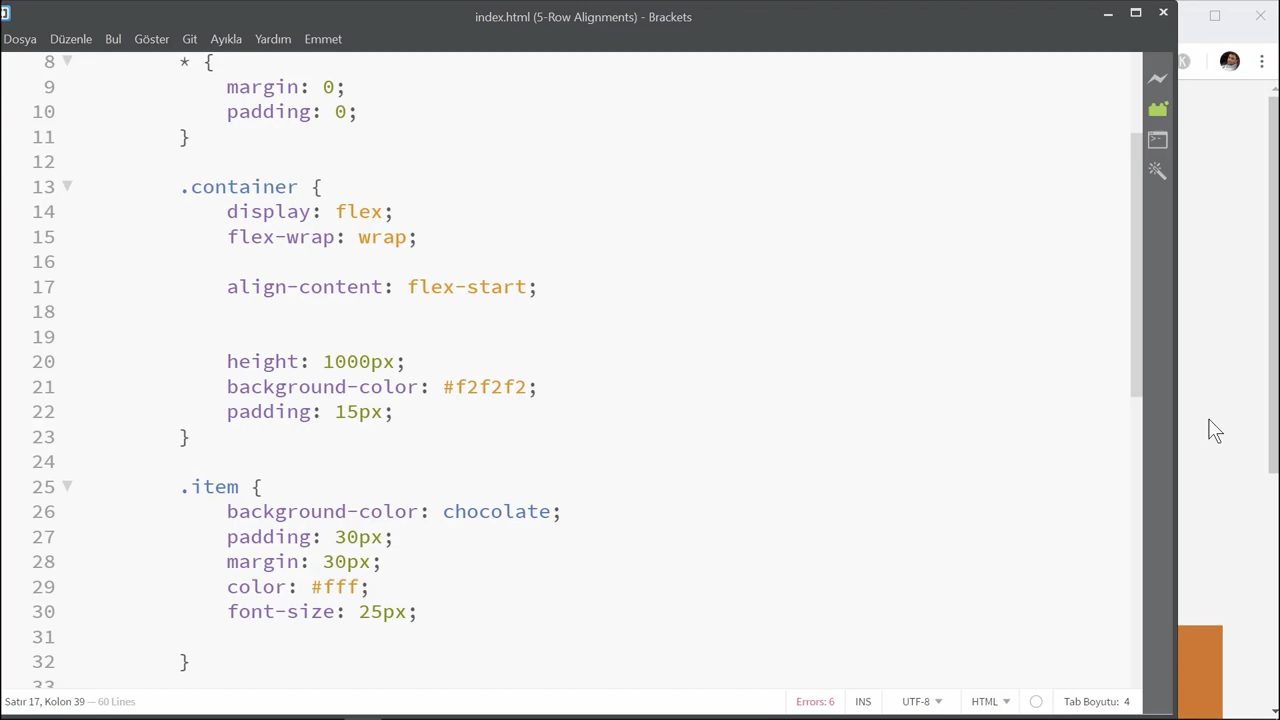 index.html (5-Row Alignments) - Brackets
Dosya Düzenle Bul Göster Git Ayıkla Yardım Emmet
8 * {
9 margin: 0;
10 padding: 0;
11 }
12
13 .container {
14 display: flex;
15 flex-wrap: wrap;
16
17 align-content: flex-start;
18
19
20 height: 1000px;
21 background-color: #f2f2f2;
22 padding: 15px;
23 }
24
25 .item {
26 background-color: chocolate;
27 padding: 30px;
28 margin: 30px;
29 color: #fff;
30 font-size: 25px;
31
32 }
33
Satır 17, Kolon 39 — 60 Lines Errors: 6 INS UTF-8 HTML Tab Boyutu: 4